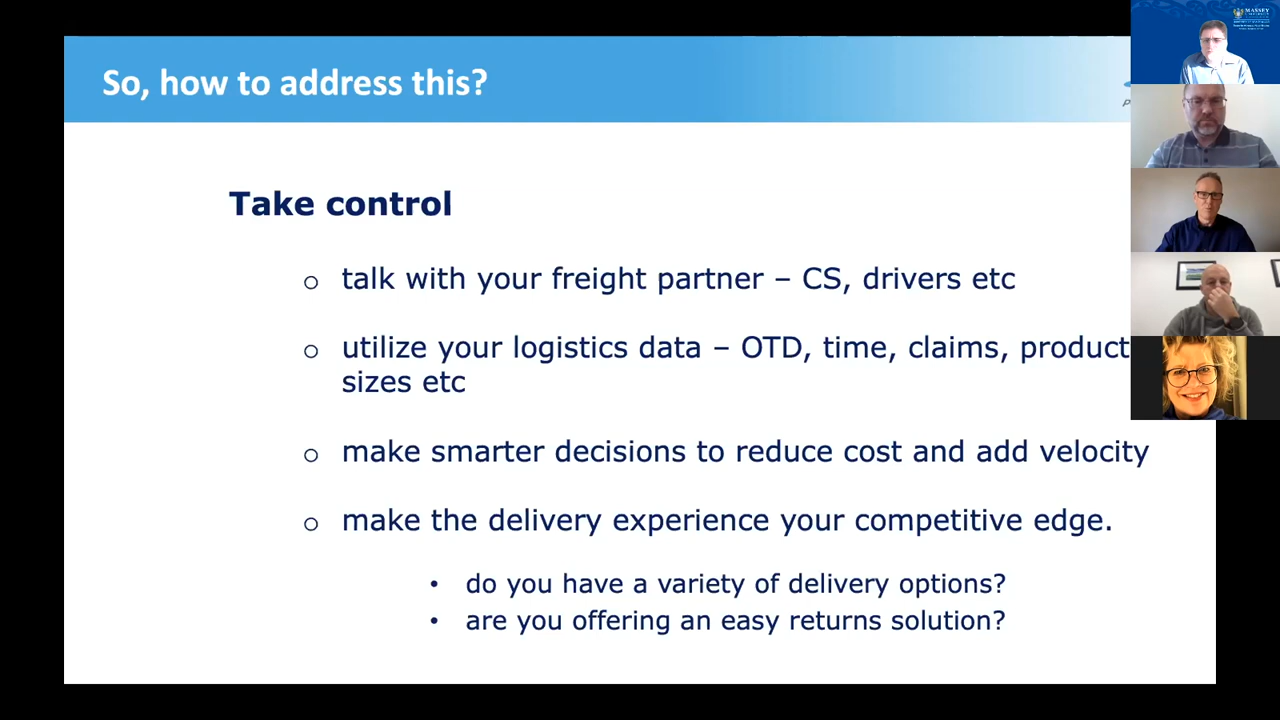 So, how to address this?
Take control
o talk with your freight partner – CS, drivers etc
o utilize your logistics data – OTD, time, claims, product
sizes etc
o make smarter decisions to reduce cost and add velocity
o make the delivery experience your competitive edge.
• do you have a variety of delivery options?
• are you offering an easy returns solution?
MASSEY